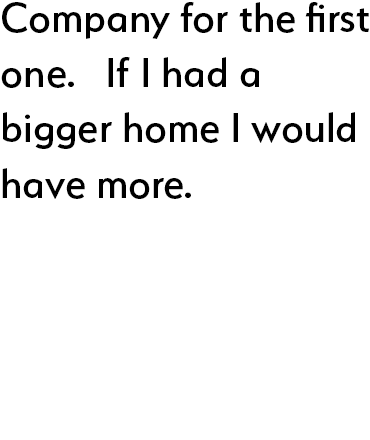 Company for the first
one.   If I had a
bigger home I would
have more.